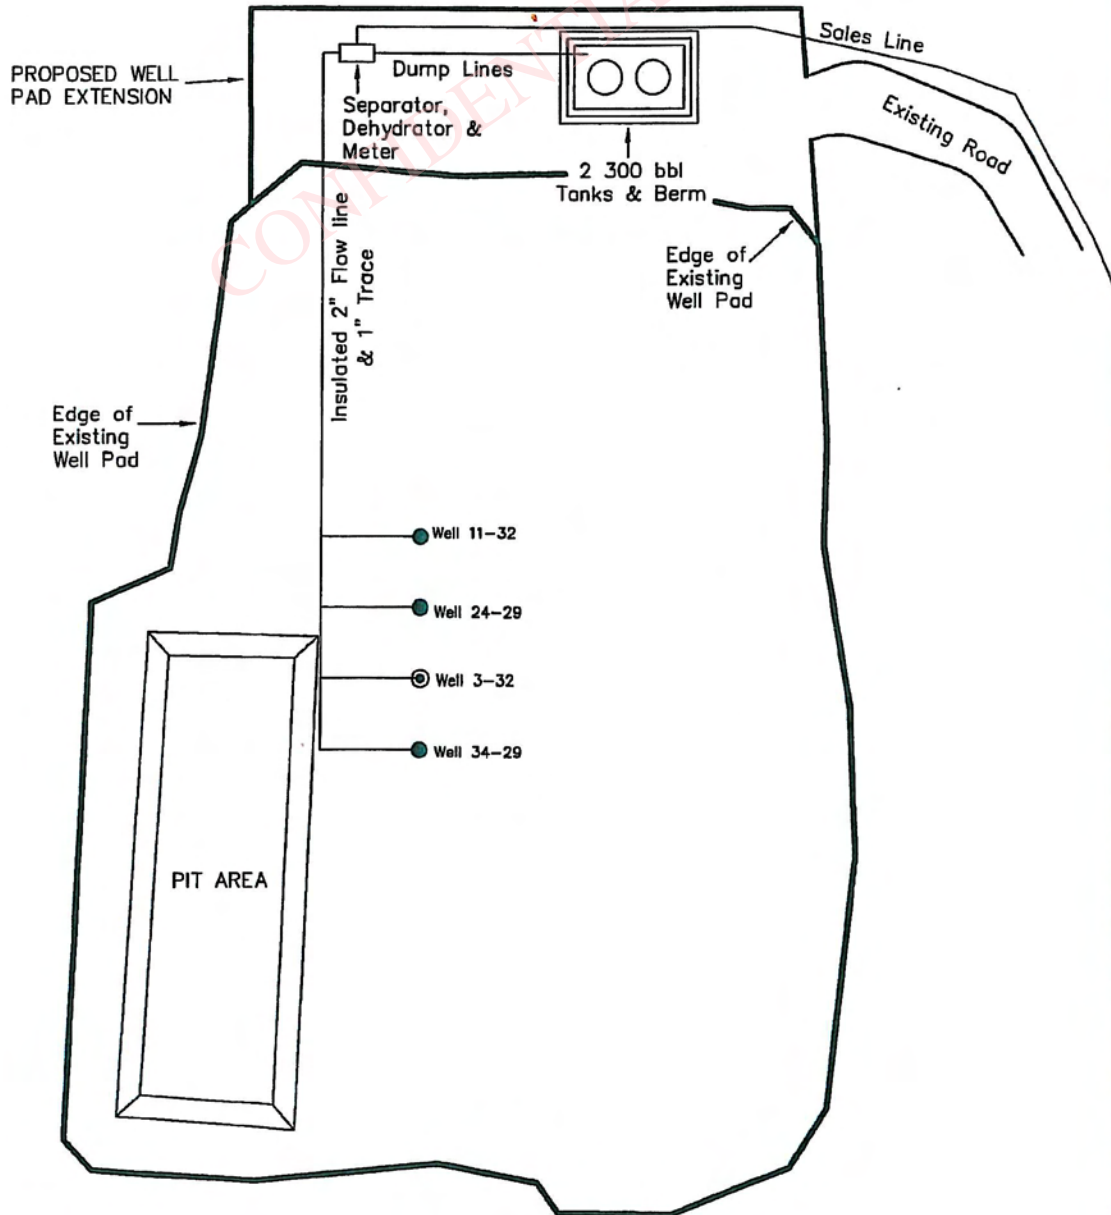 CONFIDENTIAL
Sales Line
PROPOSED WELL
PAD EXTENSION
Dump Lines
Existing Road
Separator,
Dehydrator &
Meter
2 300 bbl
Tanks & Berm
Insulated 2" Flow line
& 1" Trace
Edge of
Existing
Well Pad
Edge of
Existing
Well Pad
Well 11-32
Well 24-29
Well 3-32
Well 34-29
PIT AREA